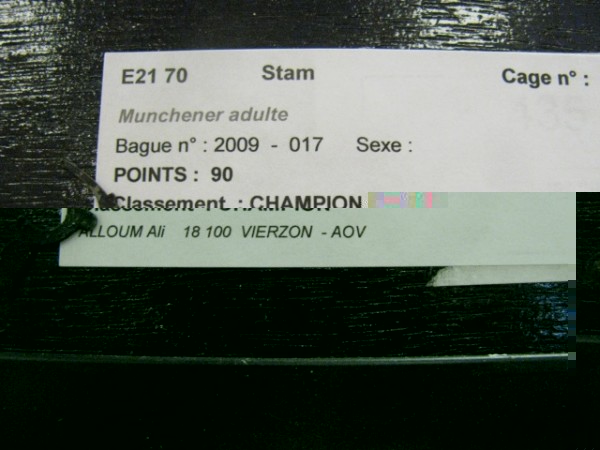 E21 70 Stam Cage n° :
Munchener adulte
Bague n° : 2009 - 017 Sexe :
POINTS : 90
Classement : CHAMPION
ALLOUM Ali 18 100 VIERZON - AOV